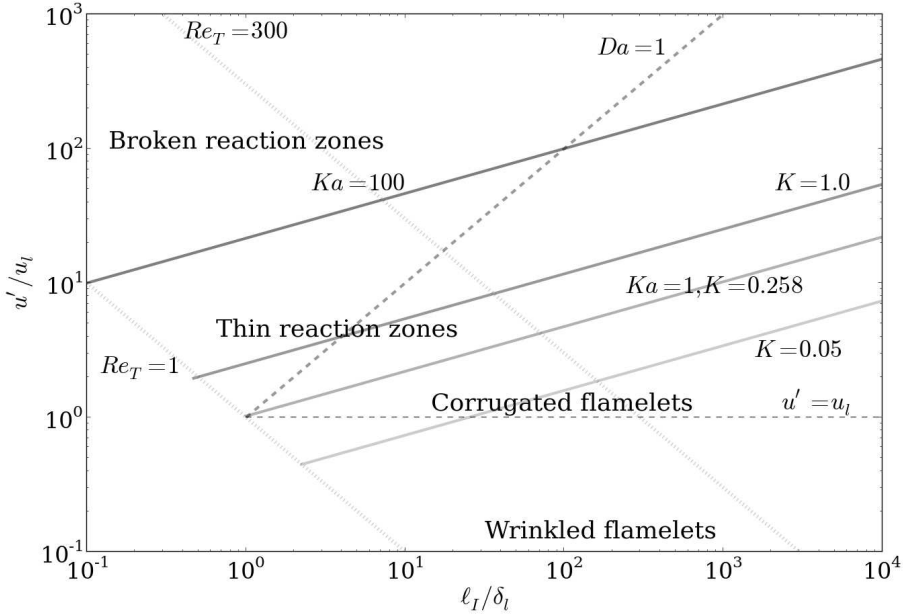 10^3
Re_T=300
Da=1
Broken reaction zones
10^2
Ka=100
K=1.0
u'/u_l
10^1
Ka=1,K=0.258
Thin reaction zones
K=0.05
Re_T=1
Corrugated flamelets
u' =u_l
10^0
Wrinkled flamelets
10^-1
10^-1 10^0 10^1 10^2 10^3 10^4
ℓ_I/δ_l